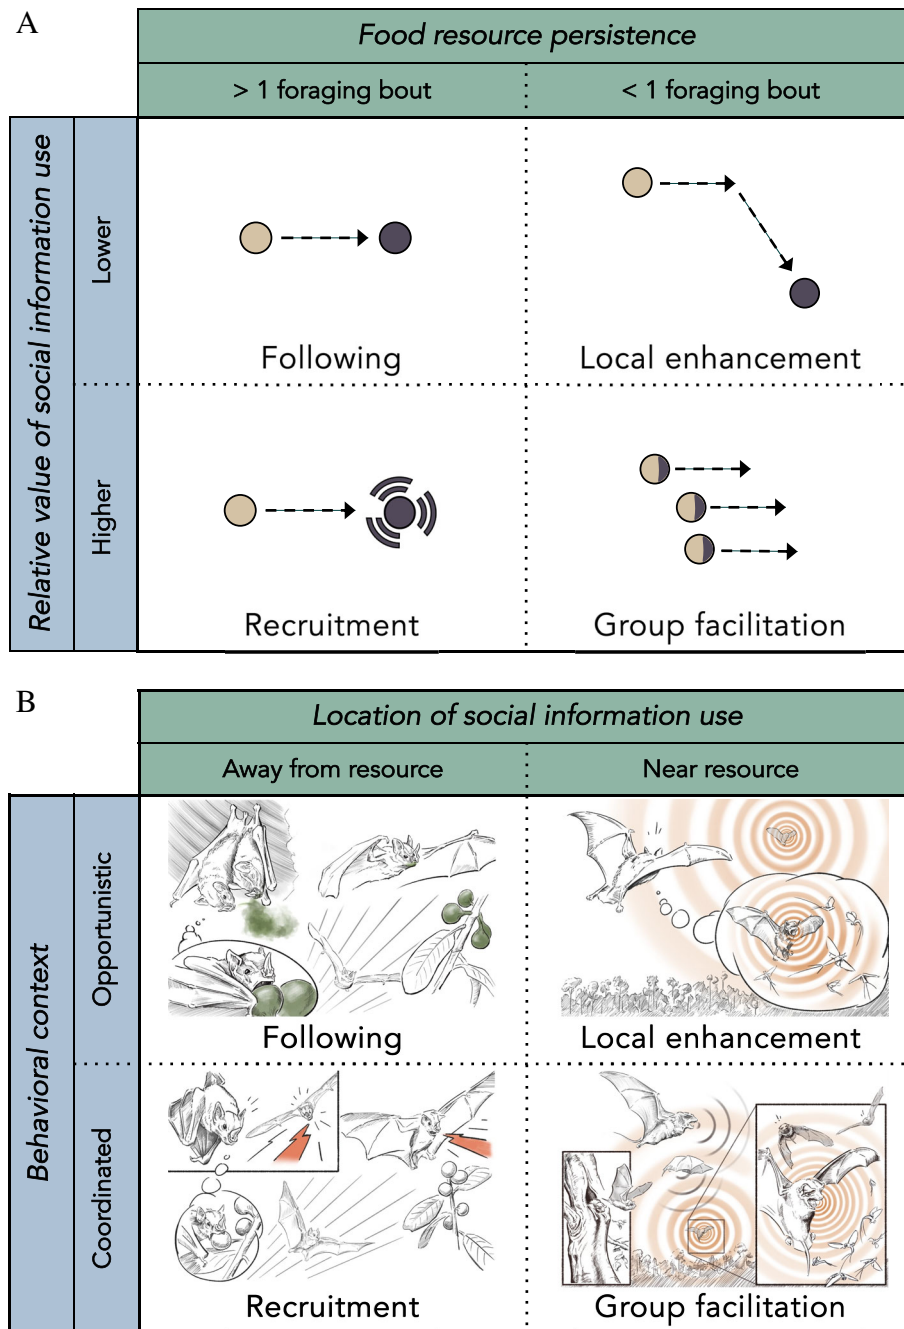 A
Food resource persistence
> 1 foraging bout
< 1 foraging bout
Relative value of social information use
Lower
Following
Local enhancement
Higher
Recruitment
Group facilitation
B
Location of social information use
Away from resource
Near resource
Behavioral context
Opportunistic
Following
Local enhancement
Coordinated
Recruitment
Group facilitation